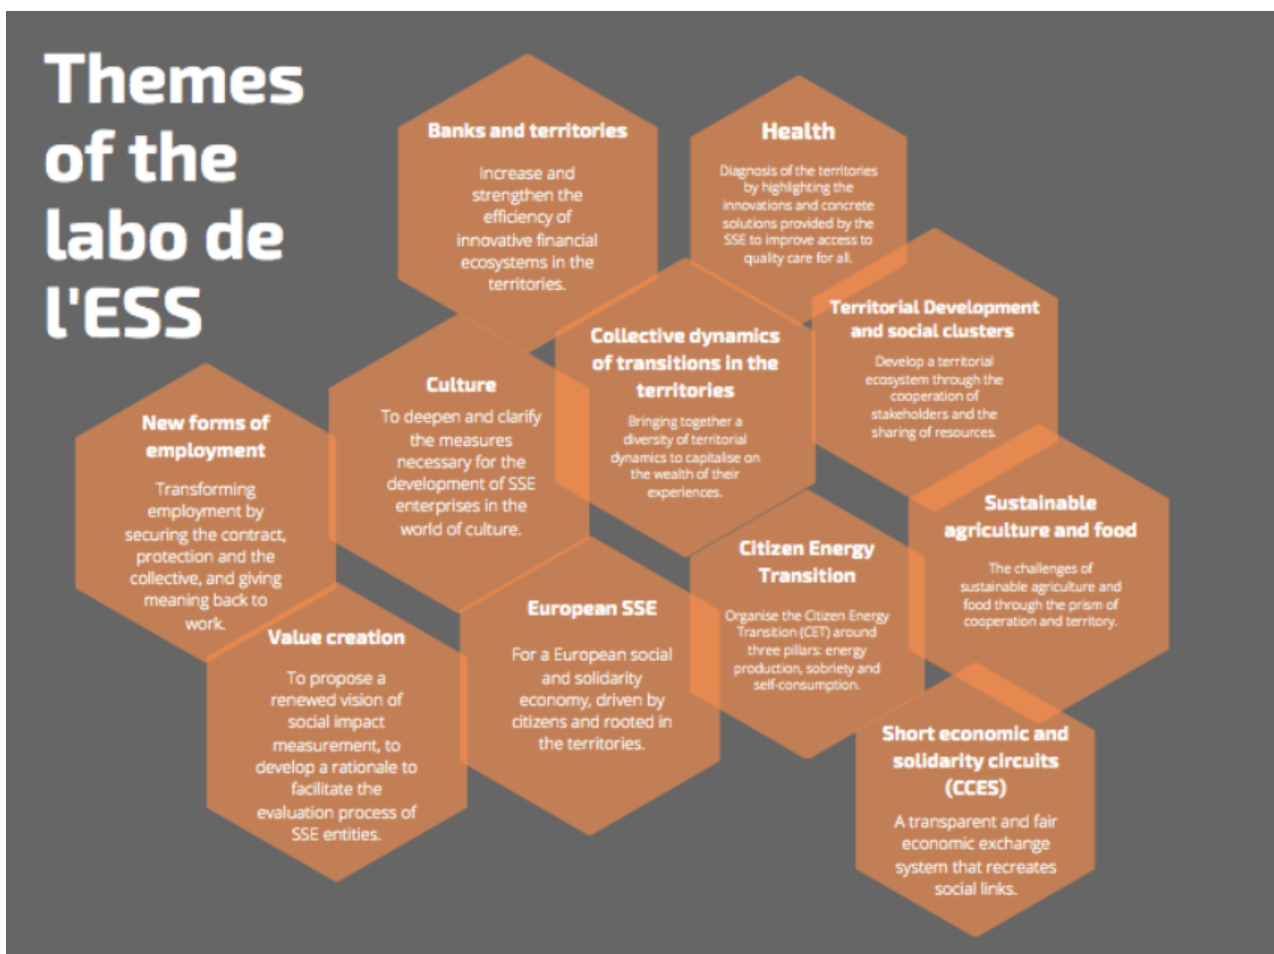 Themes
of the
labo de
l'ESS
Banks and territories
Increase and
strengthen the
efficiency of
innovative financial
ecosystems in the
territories.
Health
Diagnosis of the territories
by highlighting the
innovations and concrete
solutions provided by the
SSE to improve access to
quality care for all.
Collective dynamics
of transitions in the
territories
Bringing together a
diversity of territorial
dynamics to capitalise on
the wealth of their
experiences.
Territorial Development
and social clusters
Develop a territorial
ecosystem through the
cooperation of
stakeholders and the
sharing of resources.
Culture
To deepen and clarify
the measures
necessary for the
development of SSE
enterprises in the
world of culture.
New forms of
employment
Transforming
employment by
securing the contract,
protection and the
collective, and giving
meaning back to
work.
Sustainable
agriculture and food
The challenges of
sustainable agriculture and
food through the prism of
cooperation and territory.
Citizen Energy
Transition
Organise the Citizen Energy
Transition (CET) around
three pillars: energy
production, sobriety and
self-consumption.
European SSE
For a European social
and solidarity
economy, driven by
citizens and rooted in
the territories.
Value creation
To propose a
renewed vision of
social impact
measurement, to
develop a rationale to
facilitate the
evaluation process of
SSE entities.
Short economic and
solidarity circuits
(CCES)
A transparent and fair
economic exchange
system that recreates
social links.